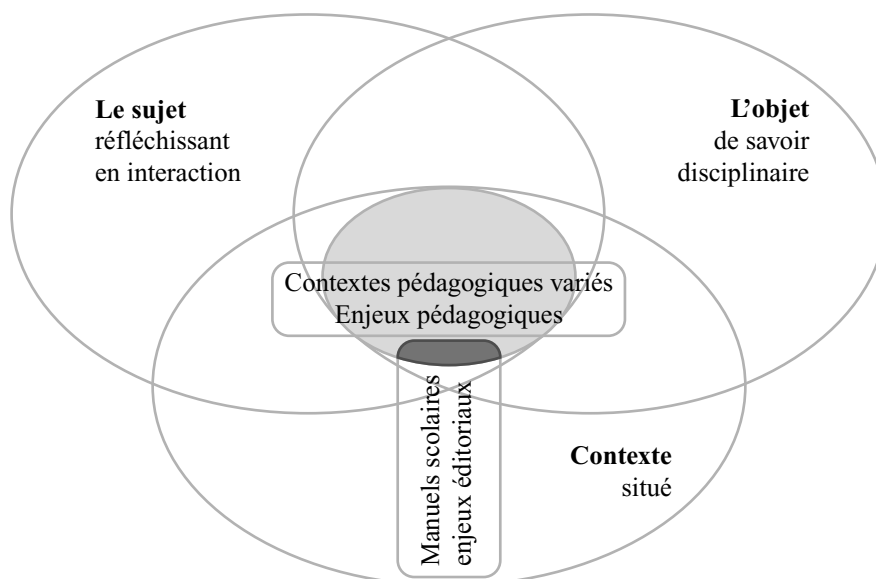 Le sujet
réfléchissant
en interaction
L’objet
de savoir
disciplinaire
Contextes pédagogiques variés
Enjeux pédagogiques
Manuels scolaires
enjeux éditoriaux
Contexte
situé